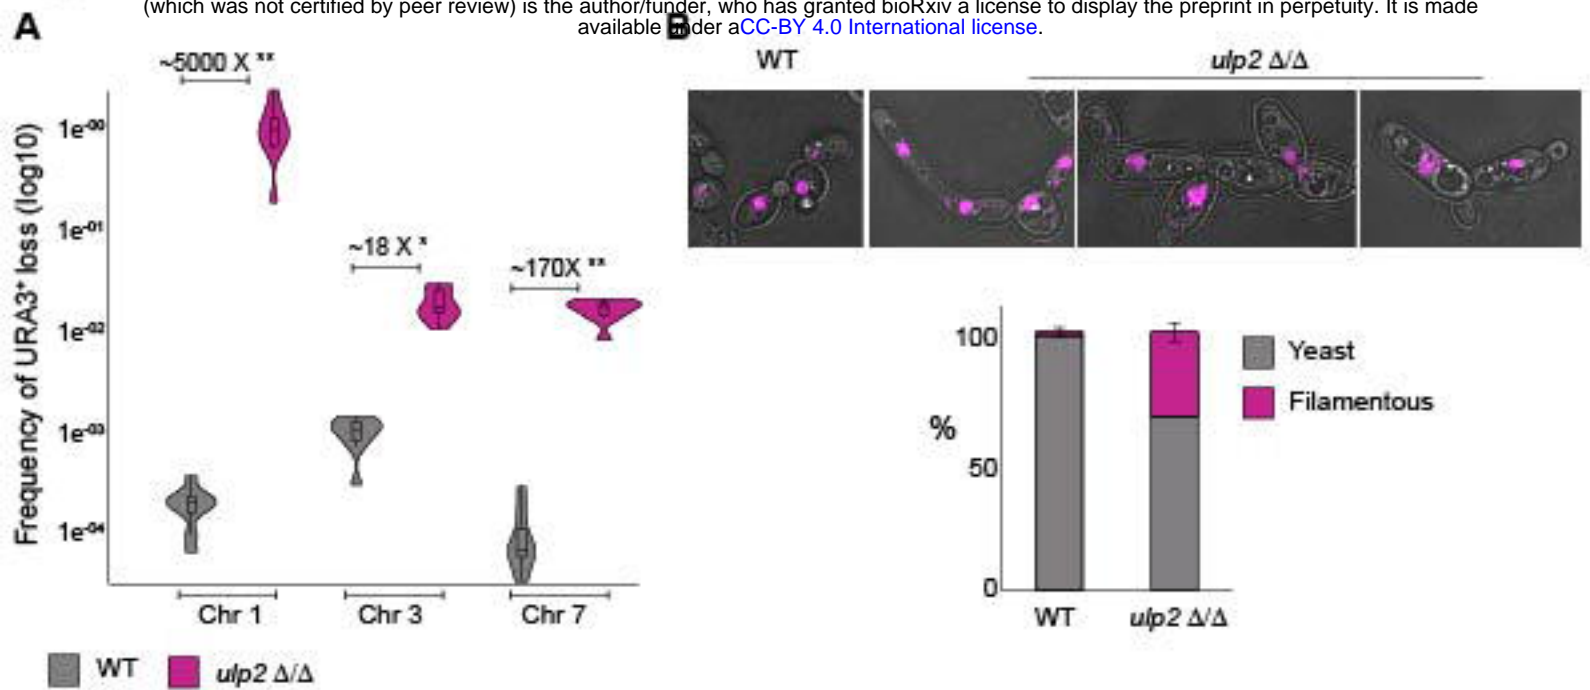 (which was not certified by peer review) is the author/funder, who has granted bioRxiv a license to display the preprint in perpetuity. It is made
available under aCC-BY 4.0 International license.
A
~5000 X **
~18 X *
~170X **
Frequency of URA3⁺ loss (log10)
1e-00
1e-01
1e-02
1e-03
1e-04
Chr 1
Chr 3
Chr 7
WT
ulp2 Δ/Δ
B
WT
ulp2 Δ/Δ
%
100
50
0
WT
ulp2 Δ/Δ
Yeast
Filamentous